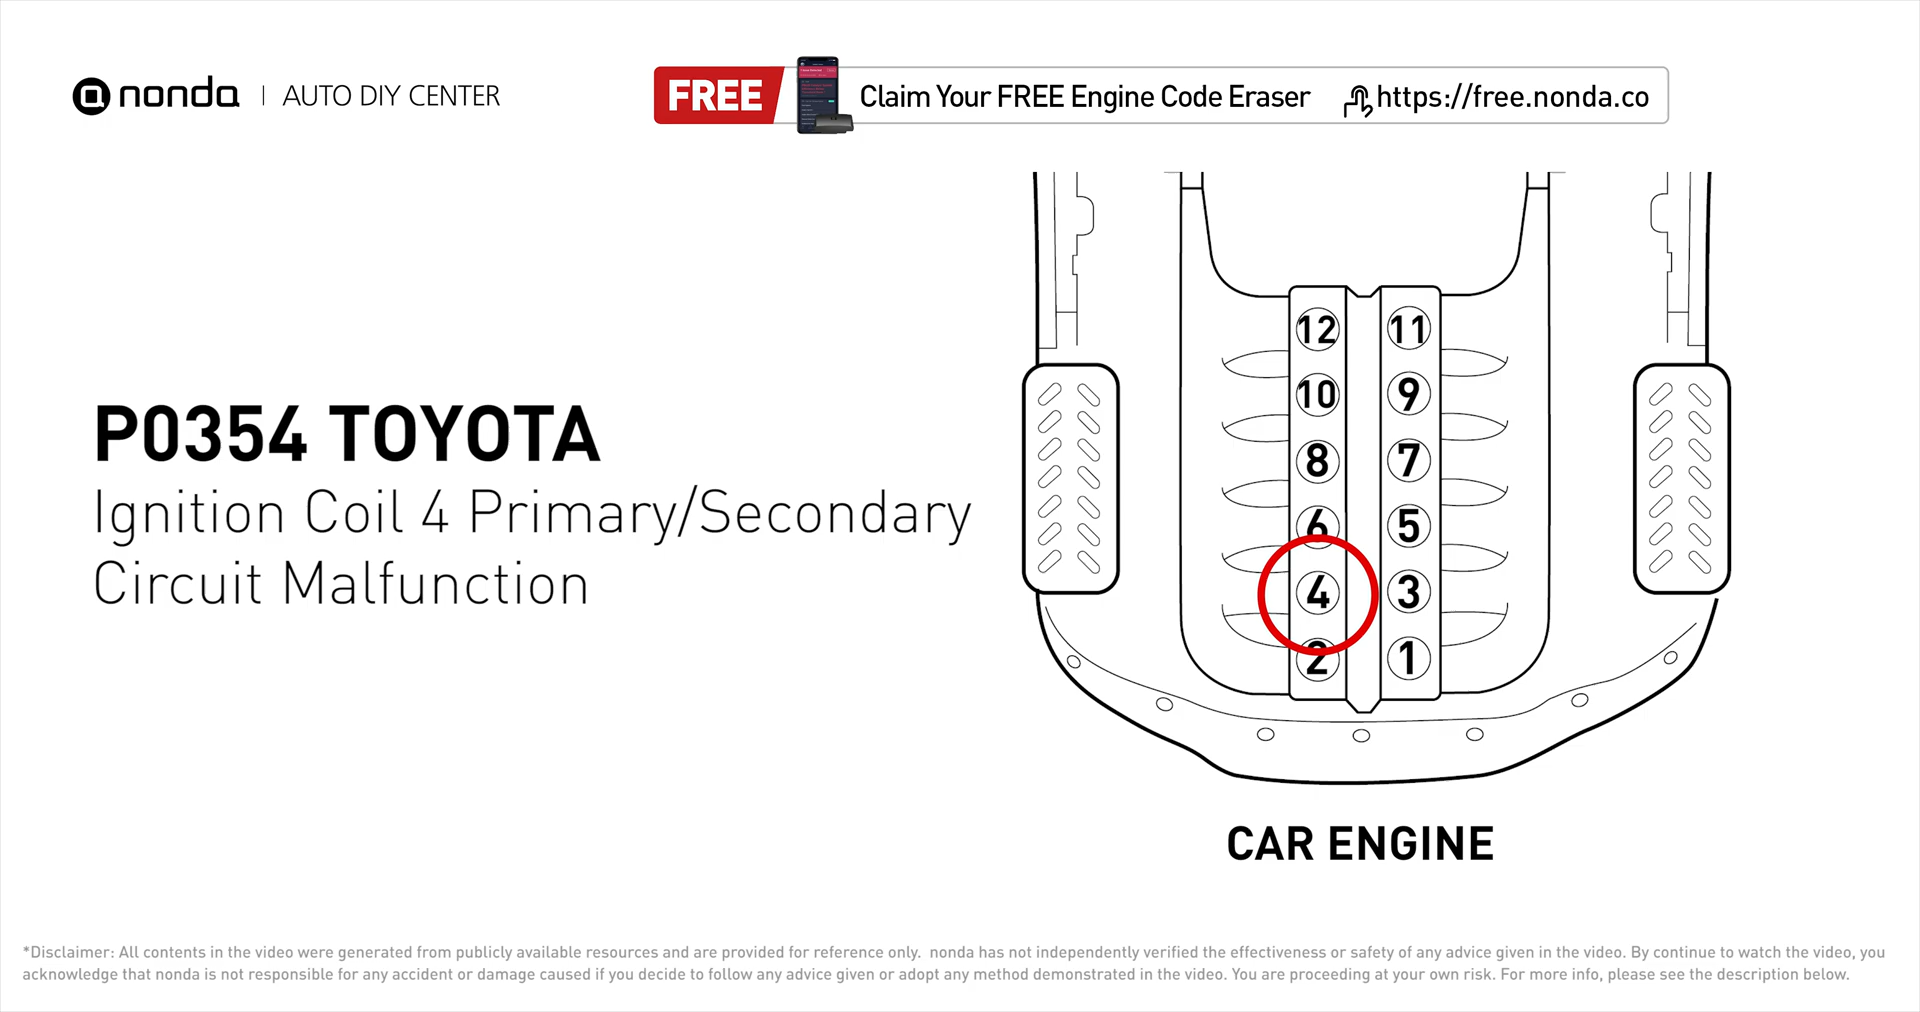 nonda | AUTO DIY CENTER
FREE Claim Your FREE Engine Code Eraser https://free.nonda.co
P0354 TOYOTA
Ignition Coil 4 Primary/Secondary
Circuit Malfunction
12 11
10 9
8 7
6 5
4 3
2 1
CAR ENGINE
*Disclaimer: All contents in the video were generated from publicly available resources and are provided for reference only. nonda has not independently verified the effectiveness or safety of any advice given in the video. By continue to watch the video, you
acknowledge that nonda is not responsible for any accident or damage caused if you decide to follow any advice given or adopt any method demonstrated in the video. You are proceeding at your own risk. For more info, please see the description below.